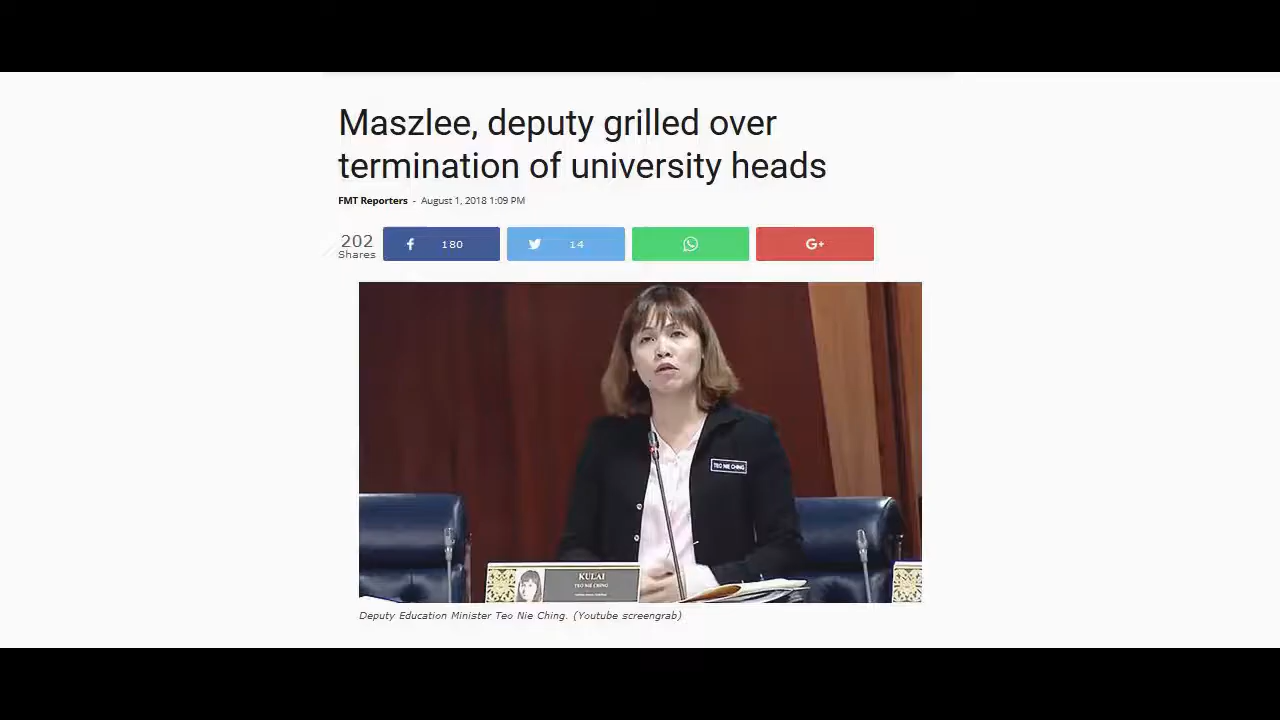 Maszlee, deputy grilled over
termination of university heads
FMT Reporters - August 1, 2018 1:09 PM
202
Shares
180
14
G+
TEO NIE CHING
KULAI
TEO NIE CHING
Deputy Education Minister Teo Nie Ching. (Youtube screengrab)